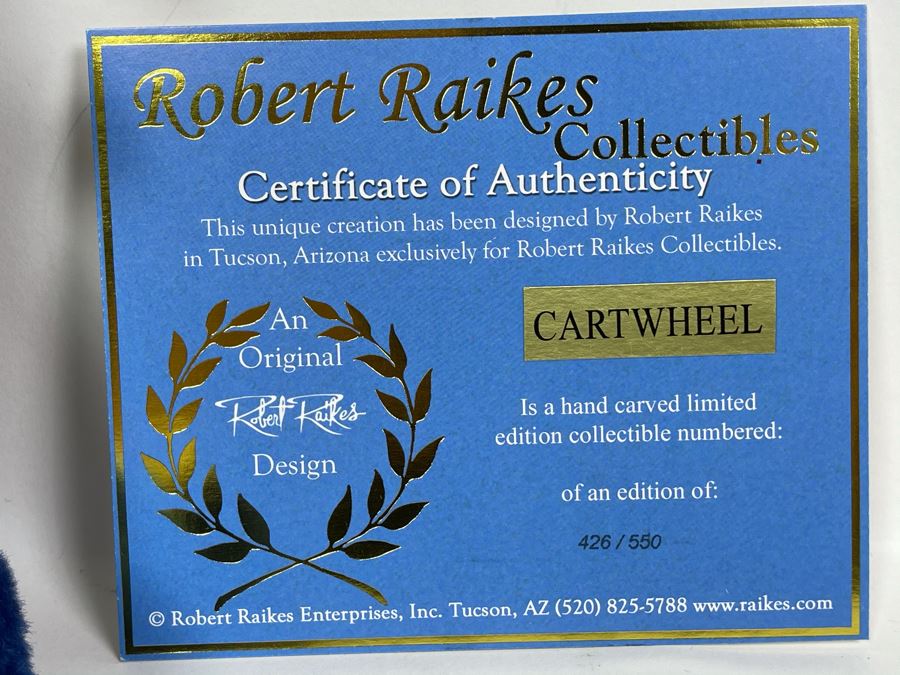 Robert Raikes
Collectibles
Certificate of Authenticity
This unique creation has been designed by Robert Raikes
in Tucson, Arizona exclusively for Robert Raikes Collectibles.
An
Original
Robert Raikes
Design
CARTWHEEL
Is a hand carved limited
edition collectible numbered:
of an edition of:
426 / 550
© Robert Raikes Enterprises, Inc. Tucson, AZ (520) 825-5788 www.raikes.com